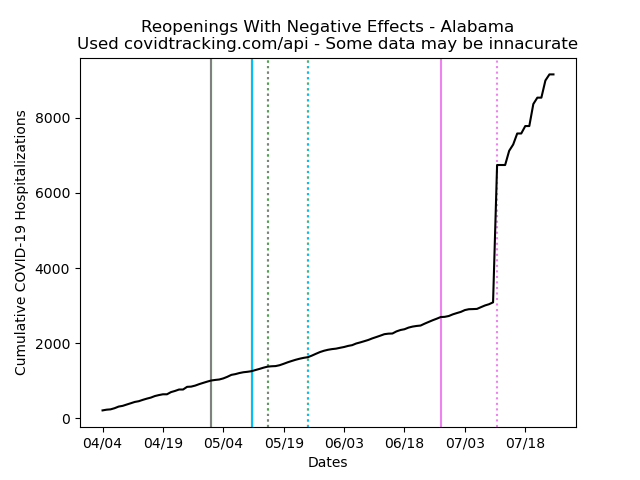 Reopenings With Negative Effects - Alabama
Used covidtracking.com/api - Some data may be innacurate
Cumulative COVID-19 Hospitalizations
8000
6000
4000
2000
0
04/04 04/19 05/04 05/19 06/03 06/18 07/03 07/18
Dates